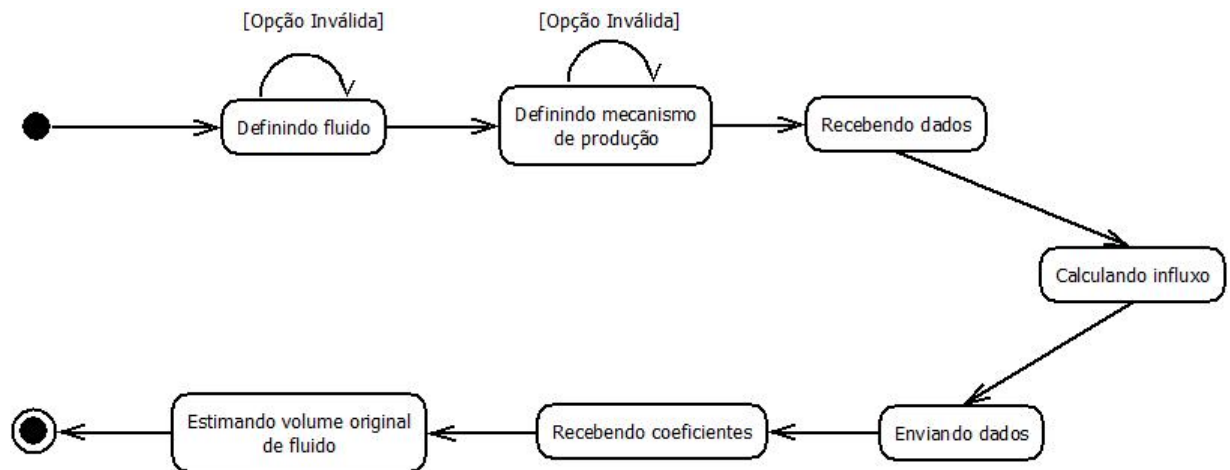 [Opção Inválida]
[Opção Inválida]
Definindo fluido
Definindo mecanismo
de produção
Recebendo dados
Calculando influxo
Enviando dados
Recebendo coeficientes
Estimando volume original
de fluido